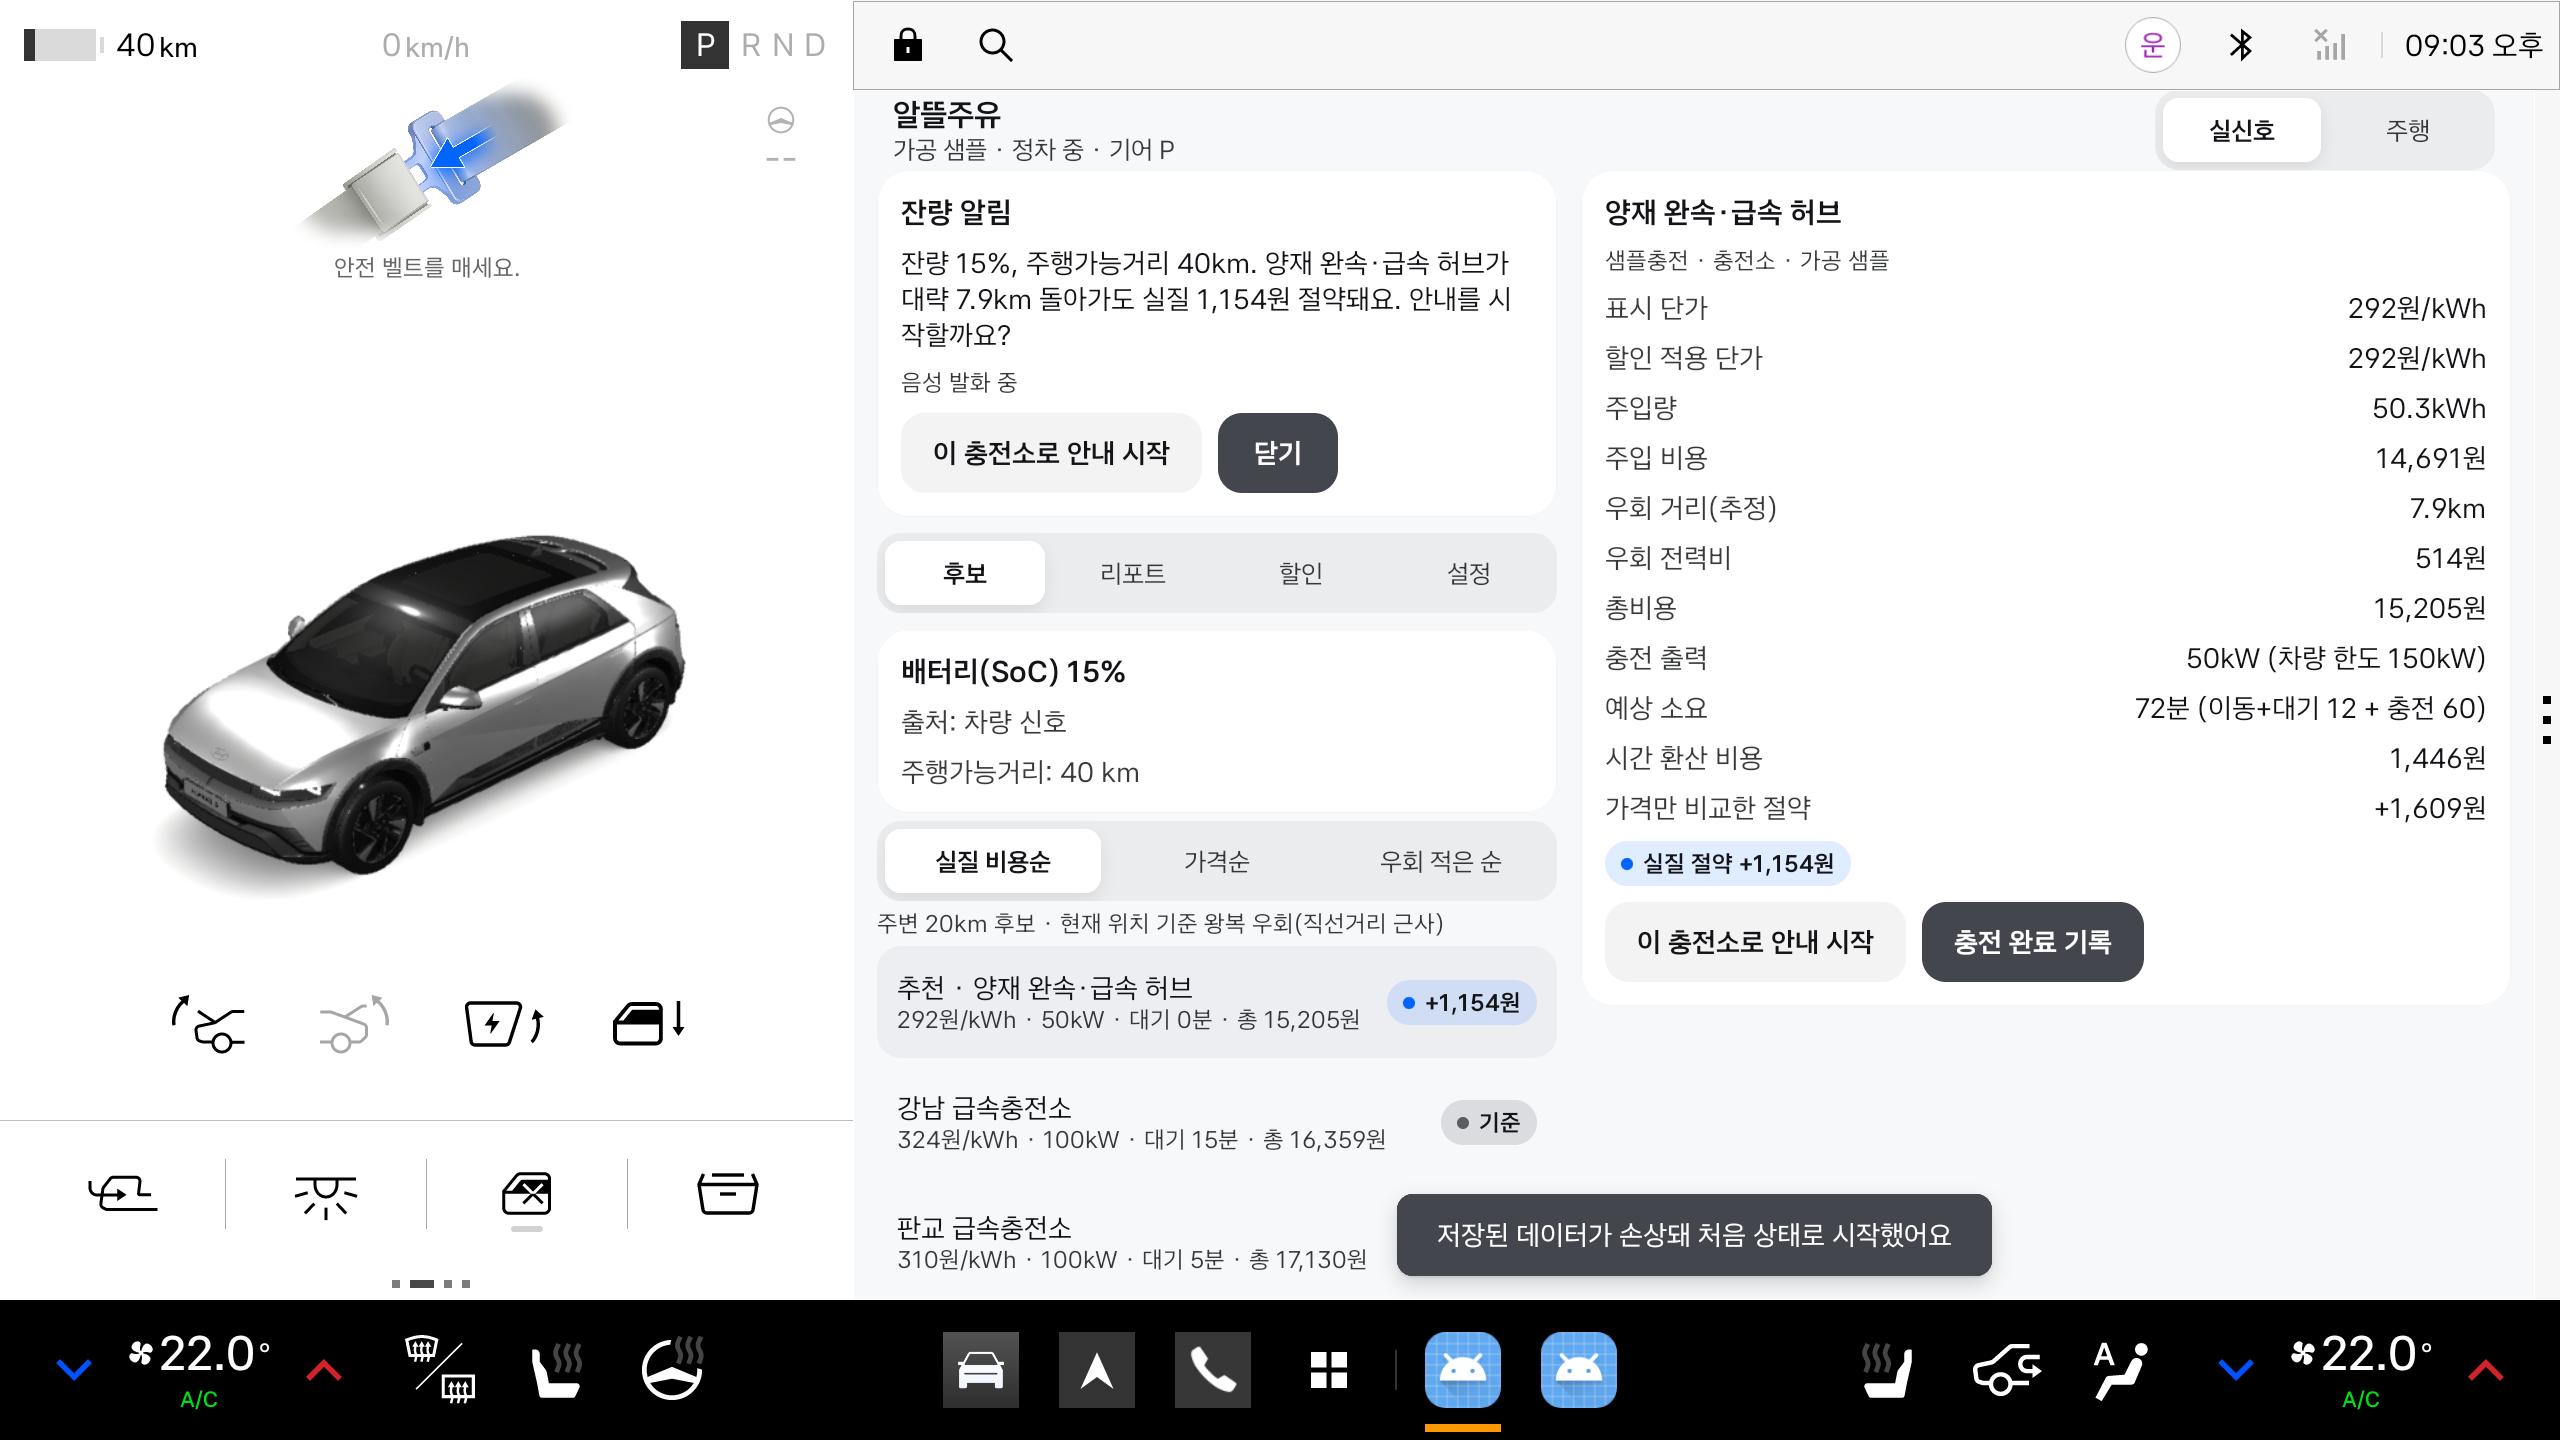 40 km
0 km/h
P R N D
안전 벨트를 매세요.
운
09:03 오후
알뜰주유
가공 샘플 · 정차 중 · 기어 P
실신호
주행
잔량 알림
잔량 15%, 주행가능거리 40km. 양재 완속·급속 허브가
대략 7.9km 돌아가도 실질 1,154원 절약돼요. 안내를 시
작할까요?
음성 발화 중
이 충전소로 안내 시작
닫기
후보
리포트
할인
설정
배터리(SoC) 15%
출처: 차량 신호
주행가능거리: 40 km
실질 비용순
가격순
우회 적은 순
주변 20km 후보 · 현재 위치 기준 왕복 우회(직선거리 근사)
추천 · 양재 완속·급속 허브
292원/kWh · 50kW · 대기 0분 · 총 15,205원
+1,154원
강남 급속충전소
324원/kWh · 100kW · 대기 15분 · 총 16,359원
기준
판교 급속충전소
310원/kWh · 100kW · 대기 5분 · 총 17,130원
양재 완속·급속 허브
샘플충전 · 충전소 · 가공 샘플
표시 단가 292원/kWh
할인 적용 단가 292원/kWh
주입량 50.3kWh
주입 비용 14,691원
우회 거리(추정) 7.9km
우회 전력비 514원
총비용 15,205원
충전 출력 50kW (차량 한도 150kW)
예상 소요 72분 (이동+대기 12 + 충전 60)
시간 환산 비용 1,446원
가격만 비교한 절약 +1,609원
실질 절약 +1,154원
이 충전소로 안내 시작
충전 완료 기록
저장된 데이터가 손상돼 처음 상태로 시작했어요
22.0°
A/C
A
22.0°
A/C